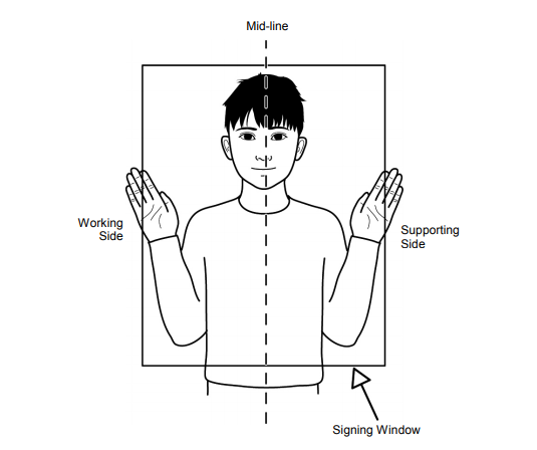 Mid-line
Working
Side
Supporting
Side
Signing Window